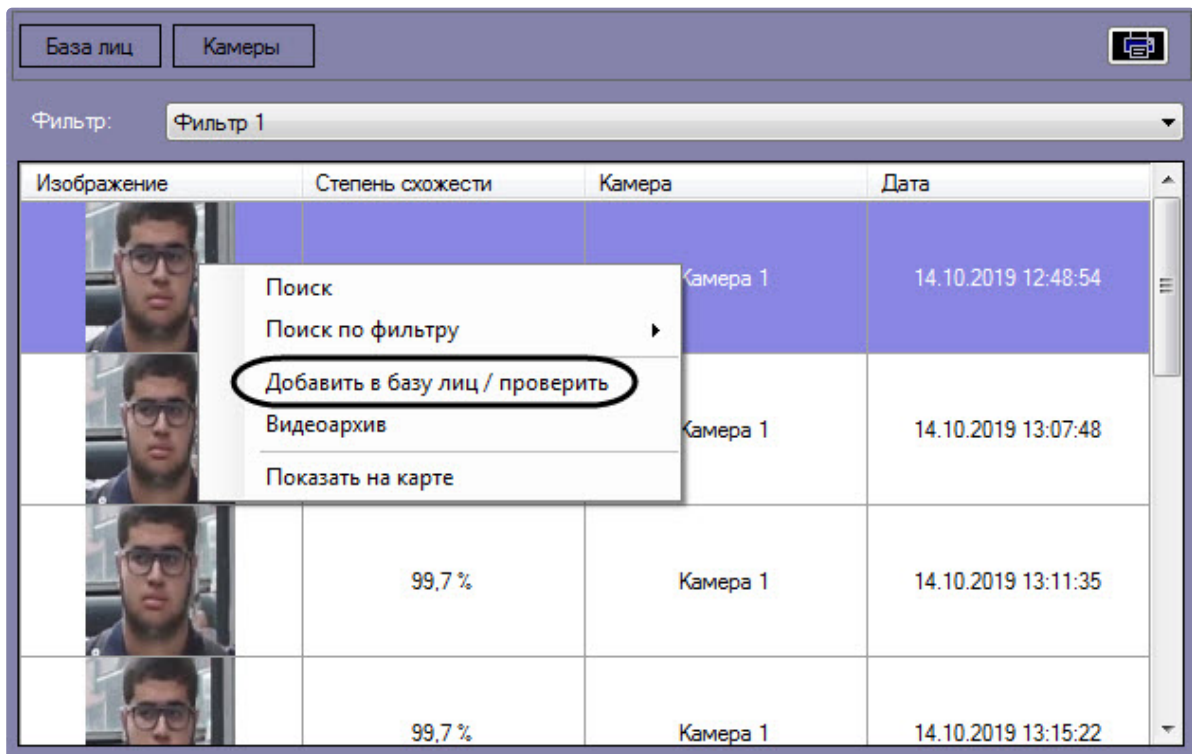 База лиц Камеры
Фильтр: Фильтр 1
Изображение Степень схожести Камера Дата
Камера 1 14.10.2019 12:48:54
Поиск
Поиск по фильтру
Добавить в базу лиц / проверить
Видеоархив
Камера 1 14.10.2019 13:07:48
Показать на карте
99,7 % Камера 1 14.10.2019 13:11:35
99,7 % Камера 1 14.10.2019 13:15:22